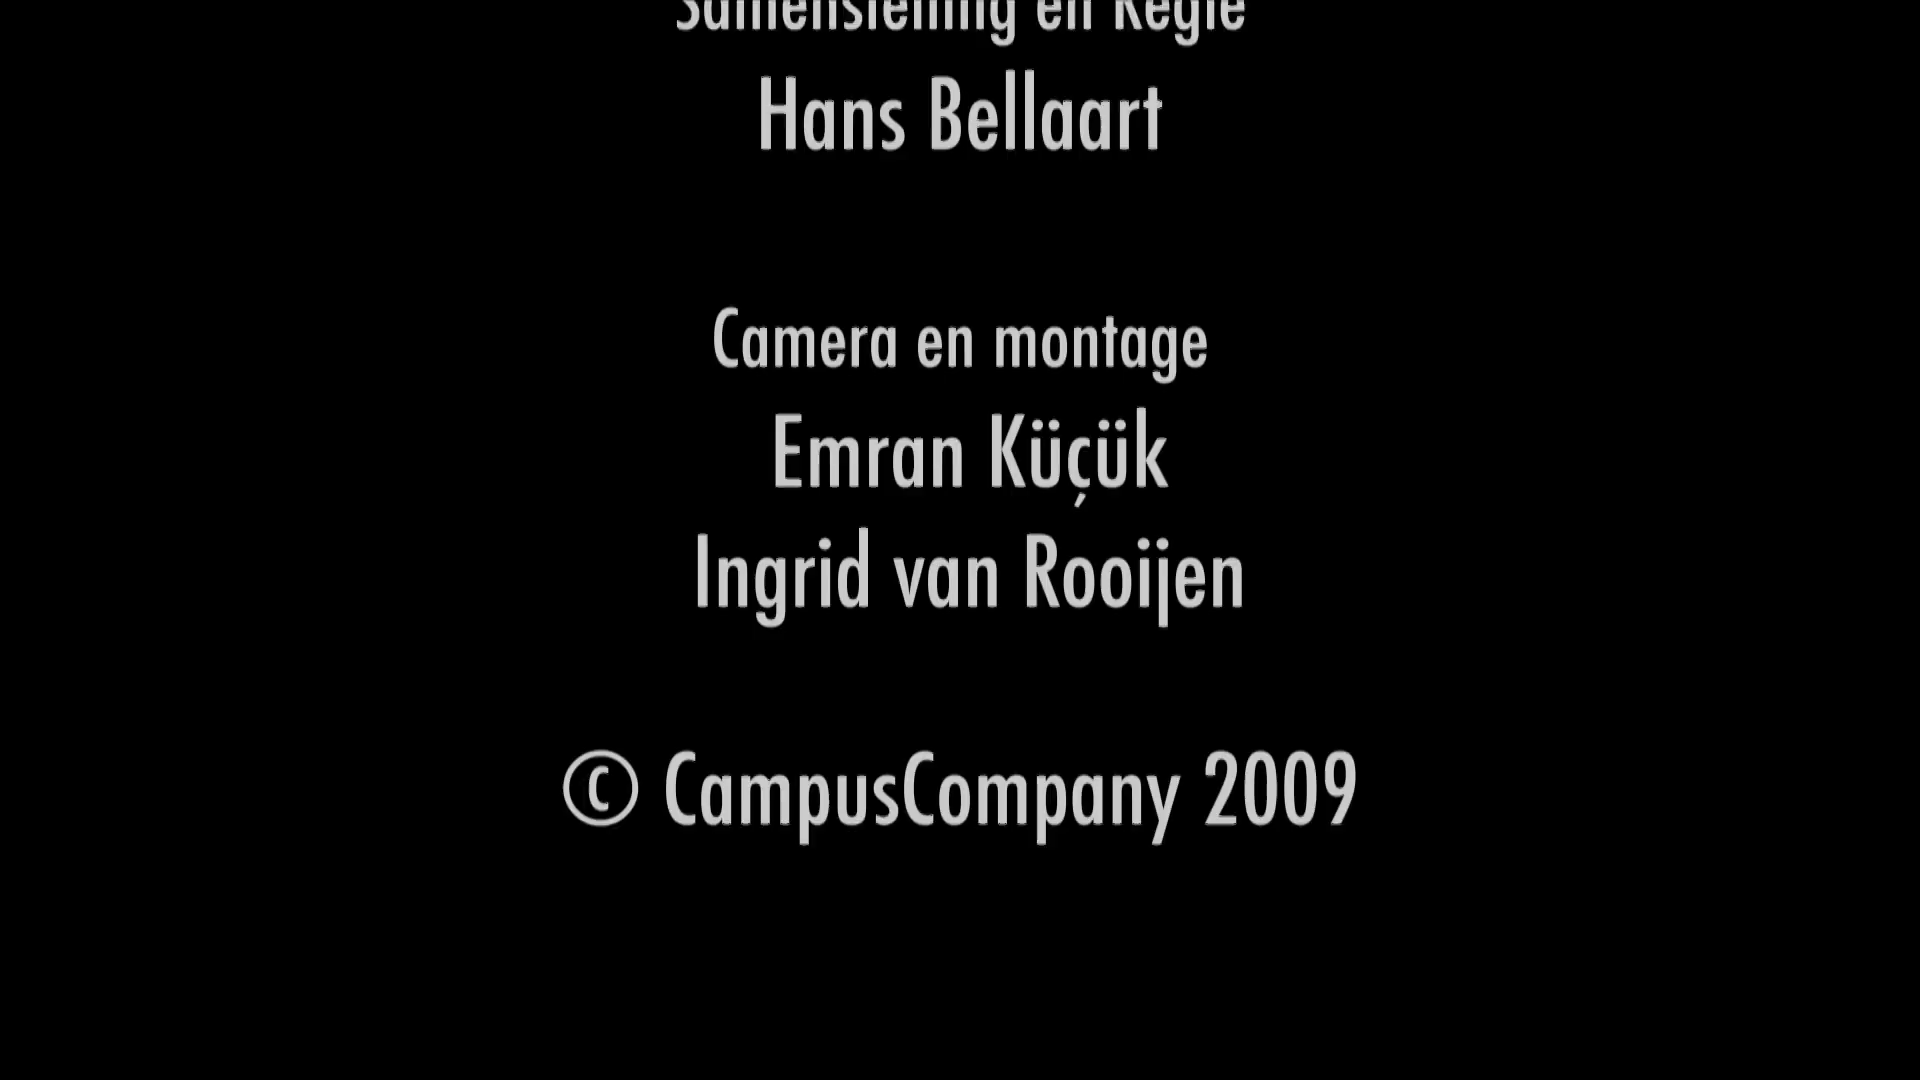 Samenstelling en Regie
Hans Bellaart
Camera en montage
Emran Küçük
Ingrid van Rooijen
© CampusCompany 2009